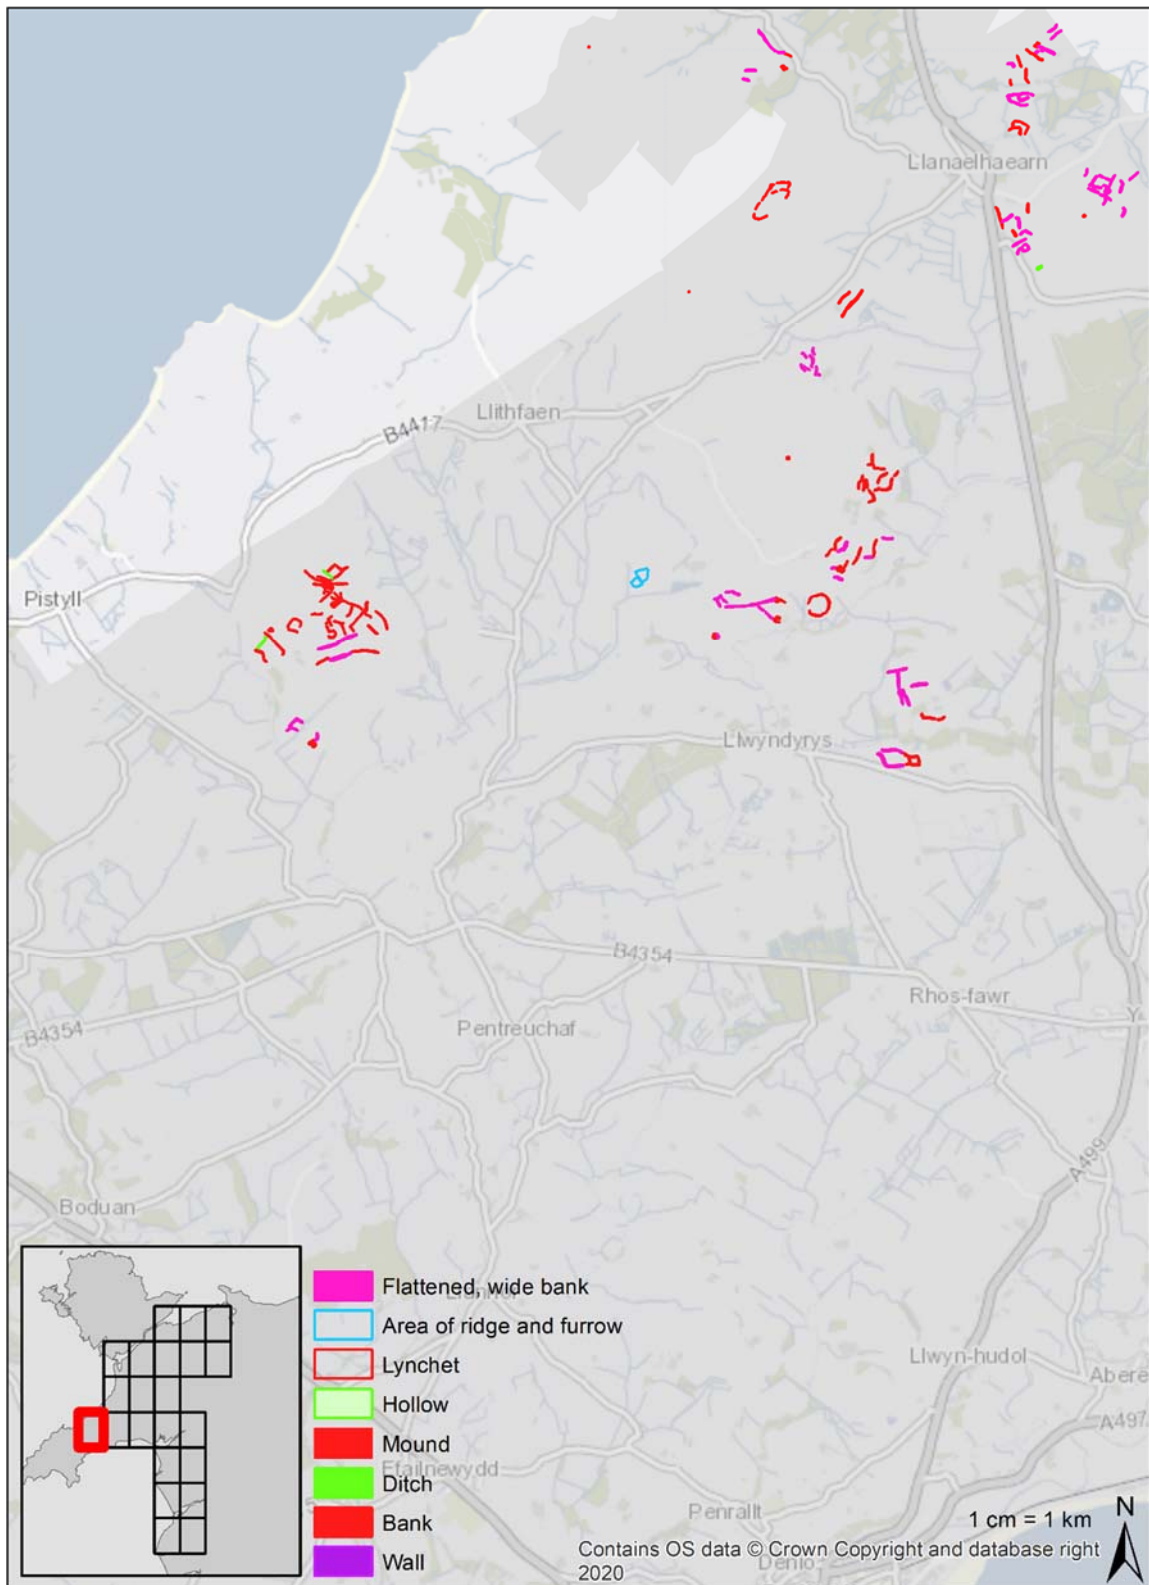 Llanaelhaearn
Llithfaen
B4417
Pistyll
Llwyndyrys
B4354
Rhos-fawr
Pentreuchaf
B4354
Y
A499
Boduan
Flattened, wide bank
Area of ridge and furrow
Lynchet
Llwyn-hudol
Abere
Hollow
A497
Mound
Ditch
Penrallt
N
1 cm = 1 km
Bank
Contains OS data © Crown Copyright and database right
2020
Wall